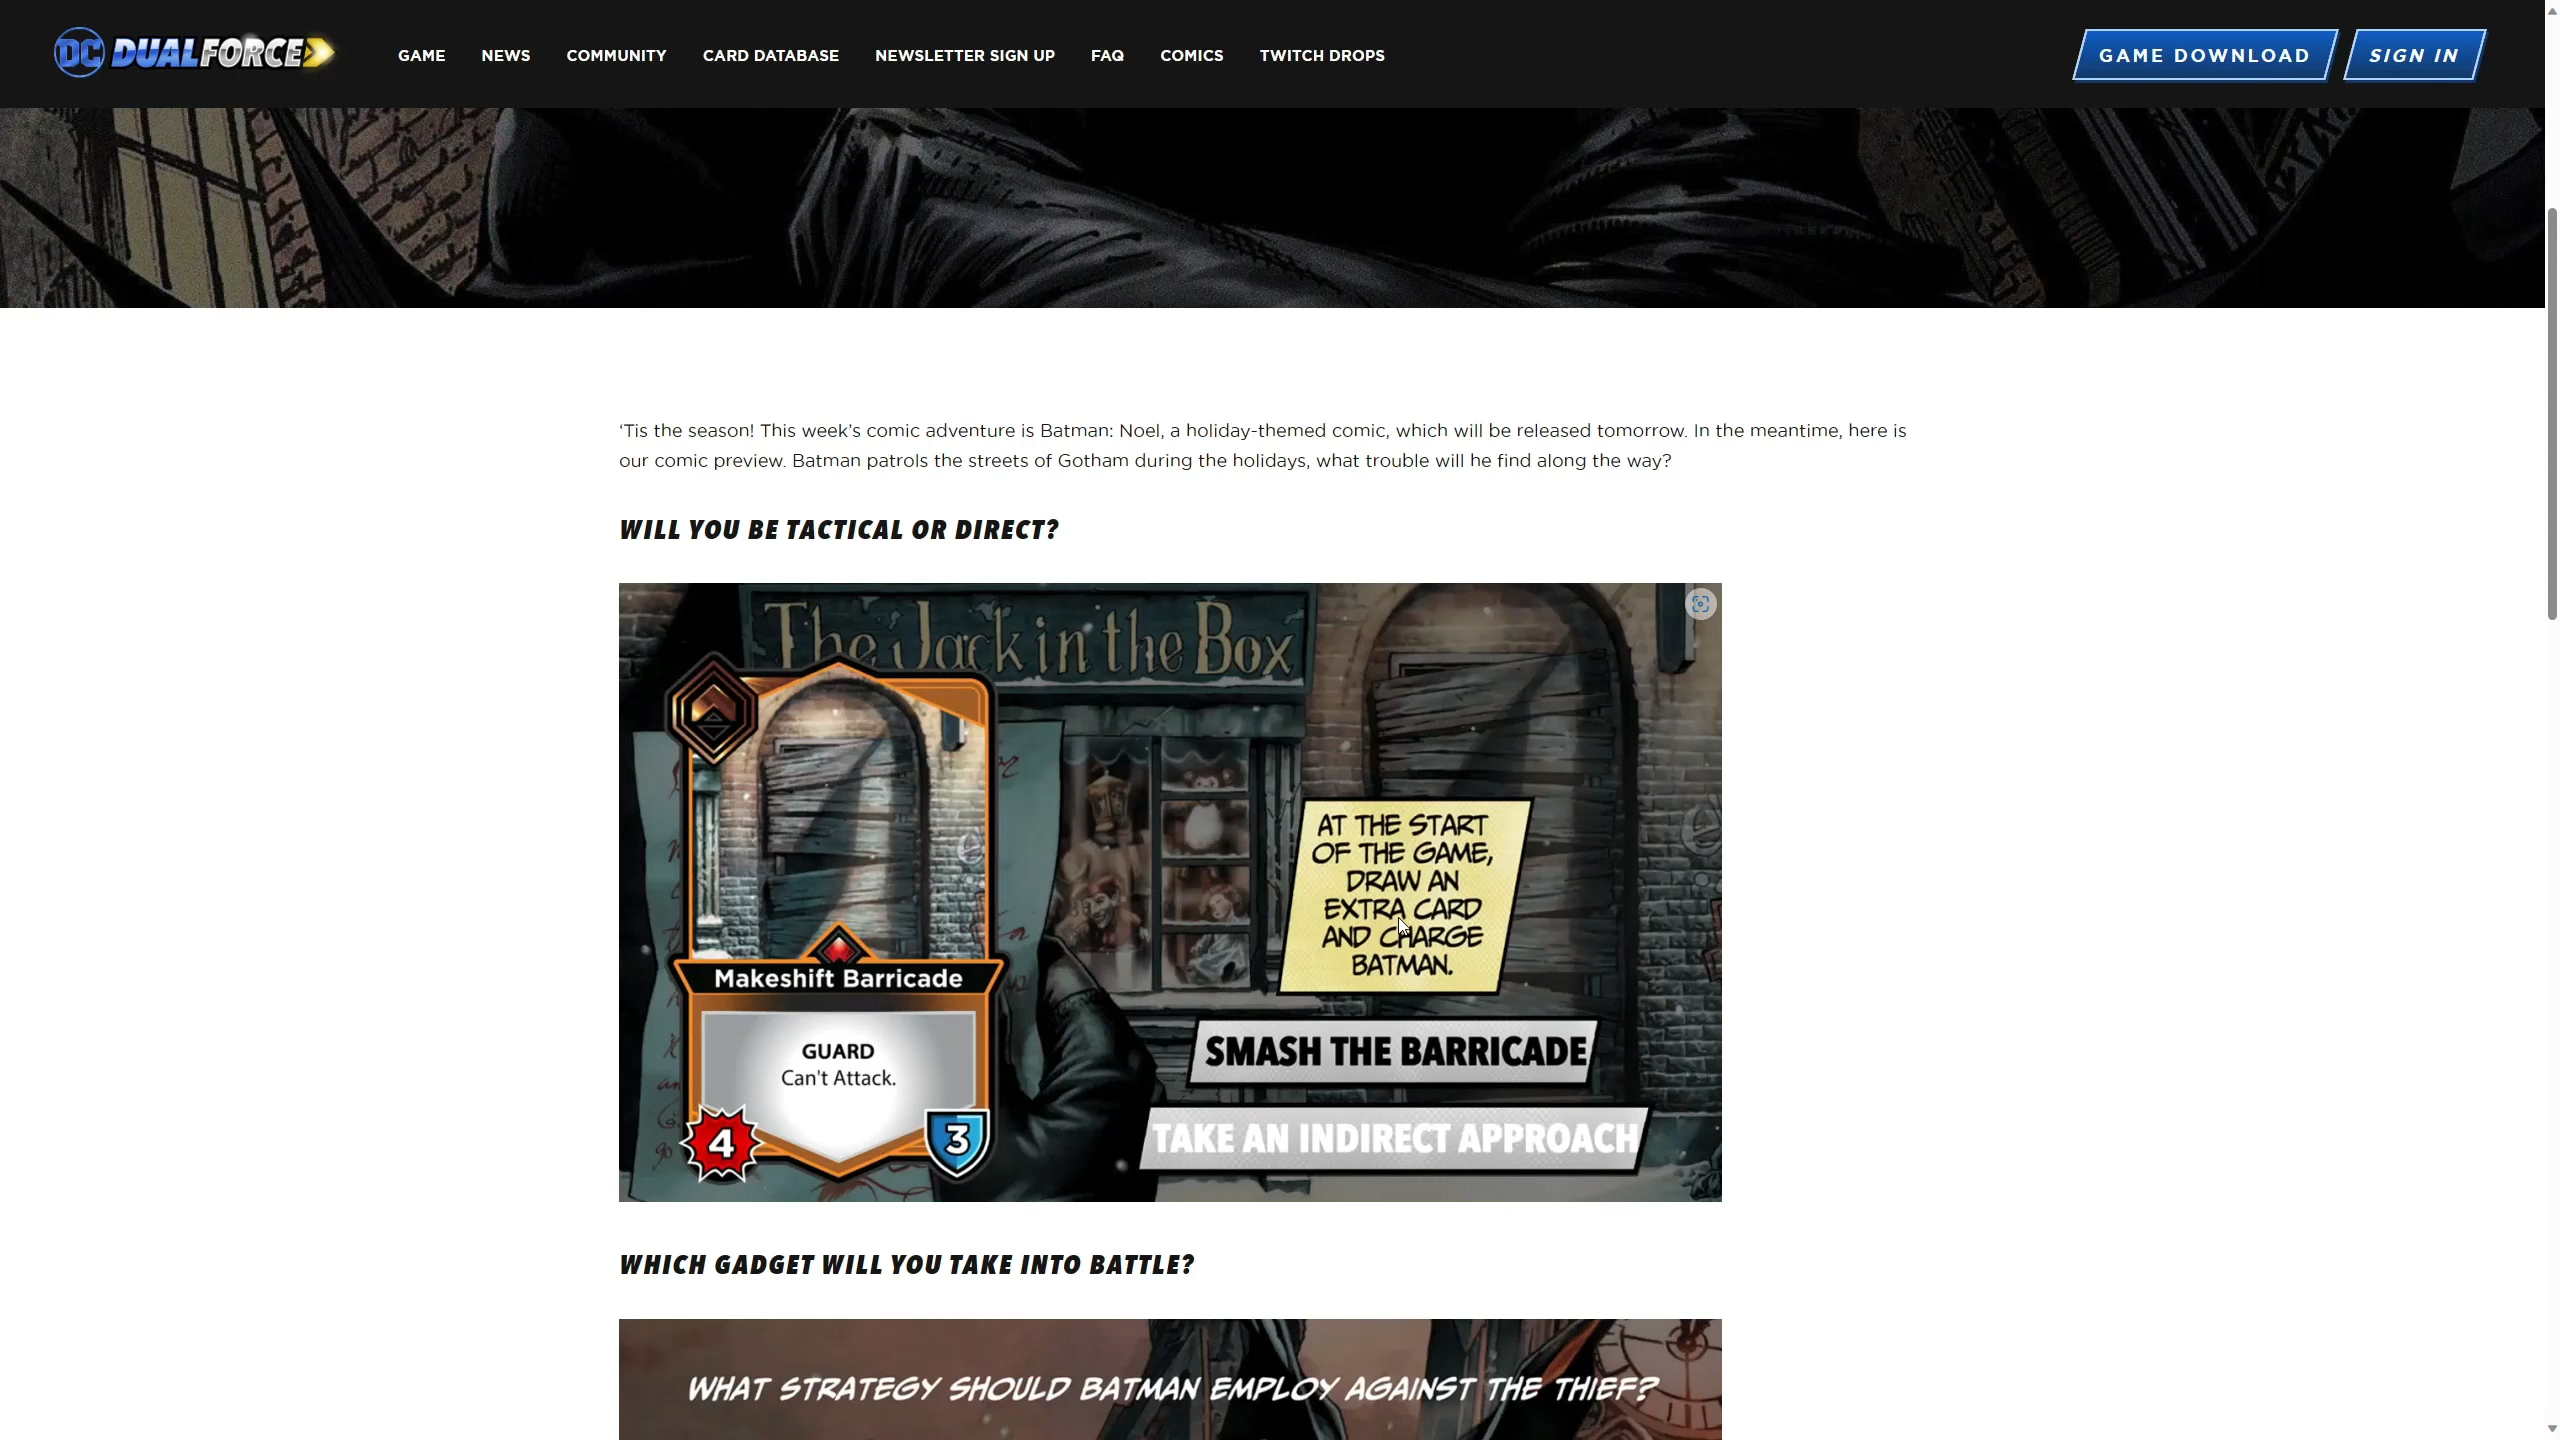 DC DUALFORCE
GAME
NEWS
COMMUNITY
CARD DATABASE
NEWSLETTER SIGN UP
FAQ
COMICS
TWITCH DROPS
GAME DOWNLOAD
SIGN IN
‘Tis the season! This week’s comic adventure is Batman: Noel, a holiday-themed comic, which will be released tomorrow. In the meantime, here is
our comic preview. Batman patrols the streets of Gotham during the holidays, what trouble will he find along the way?
WILL YOU BE TACTICAL OR DIRECT?
The Jack in the Box
Makeshift Barricade
GUARD
Can't Attack.
4
3
AT THE START
OF THE GAME,
DRAW AN
EXTRA CARD
AND CHARGE
BATMAN.
SMASH THE BARRICADE
TAKE AN INDIRECT APPROACH
WHICH GADGET WILL YOU TAKE INTO BATTLE?
WHAT STRATEGY SHOULD BATMAN EMPLOY AGAINST THE THIEF?